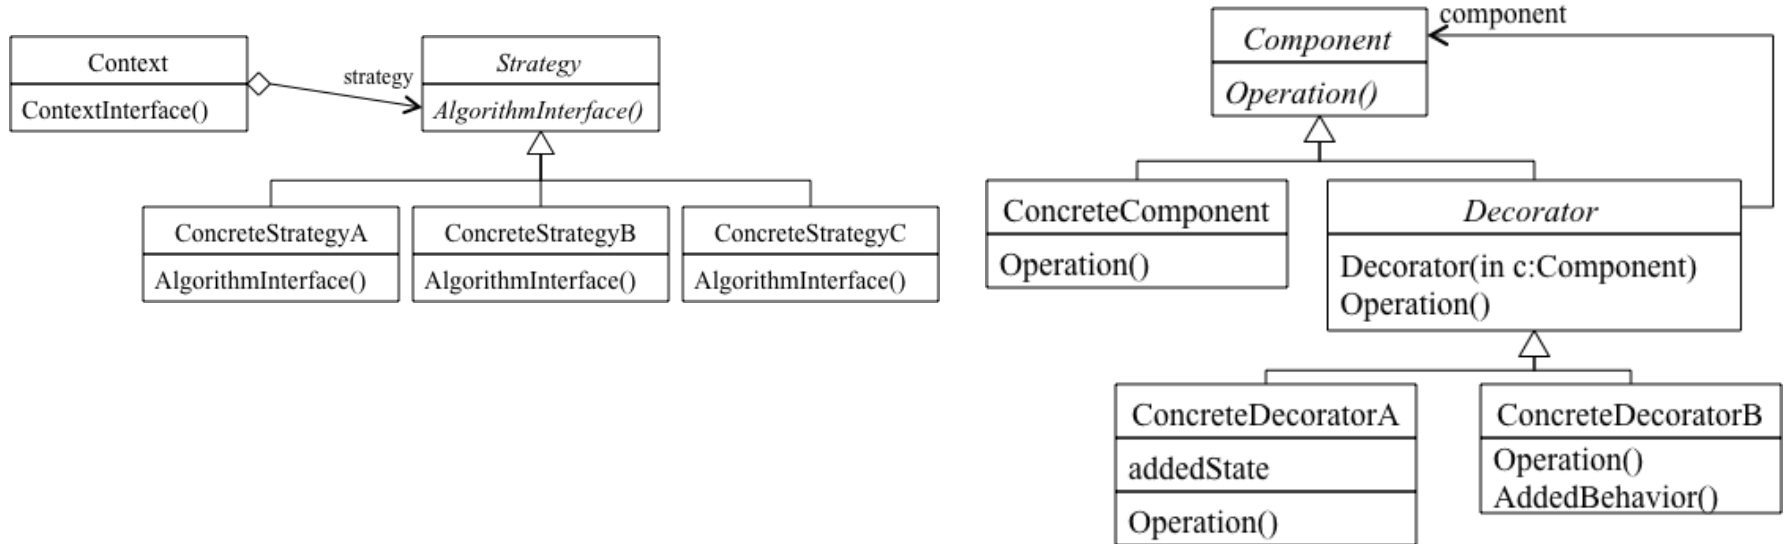 Context
ContextInterface()
strategy
Strategy
AlgorithmInterface()
ConcreteStrategyA
AlgorithmInterface()
ConcreteStrategyB
AlgorithmInterface()
ConcreteStrategyC
AlgorithmInterface()
component
Component
Operation()
ConcreteComponent
Operation()
Decorator
Decorator(in c:Component)
Operation()
ConcreteDecoratorA
addedState
Operation()
ConcreteDecoratorB
Operation()
AddedBehavior()